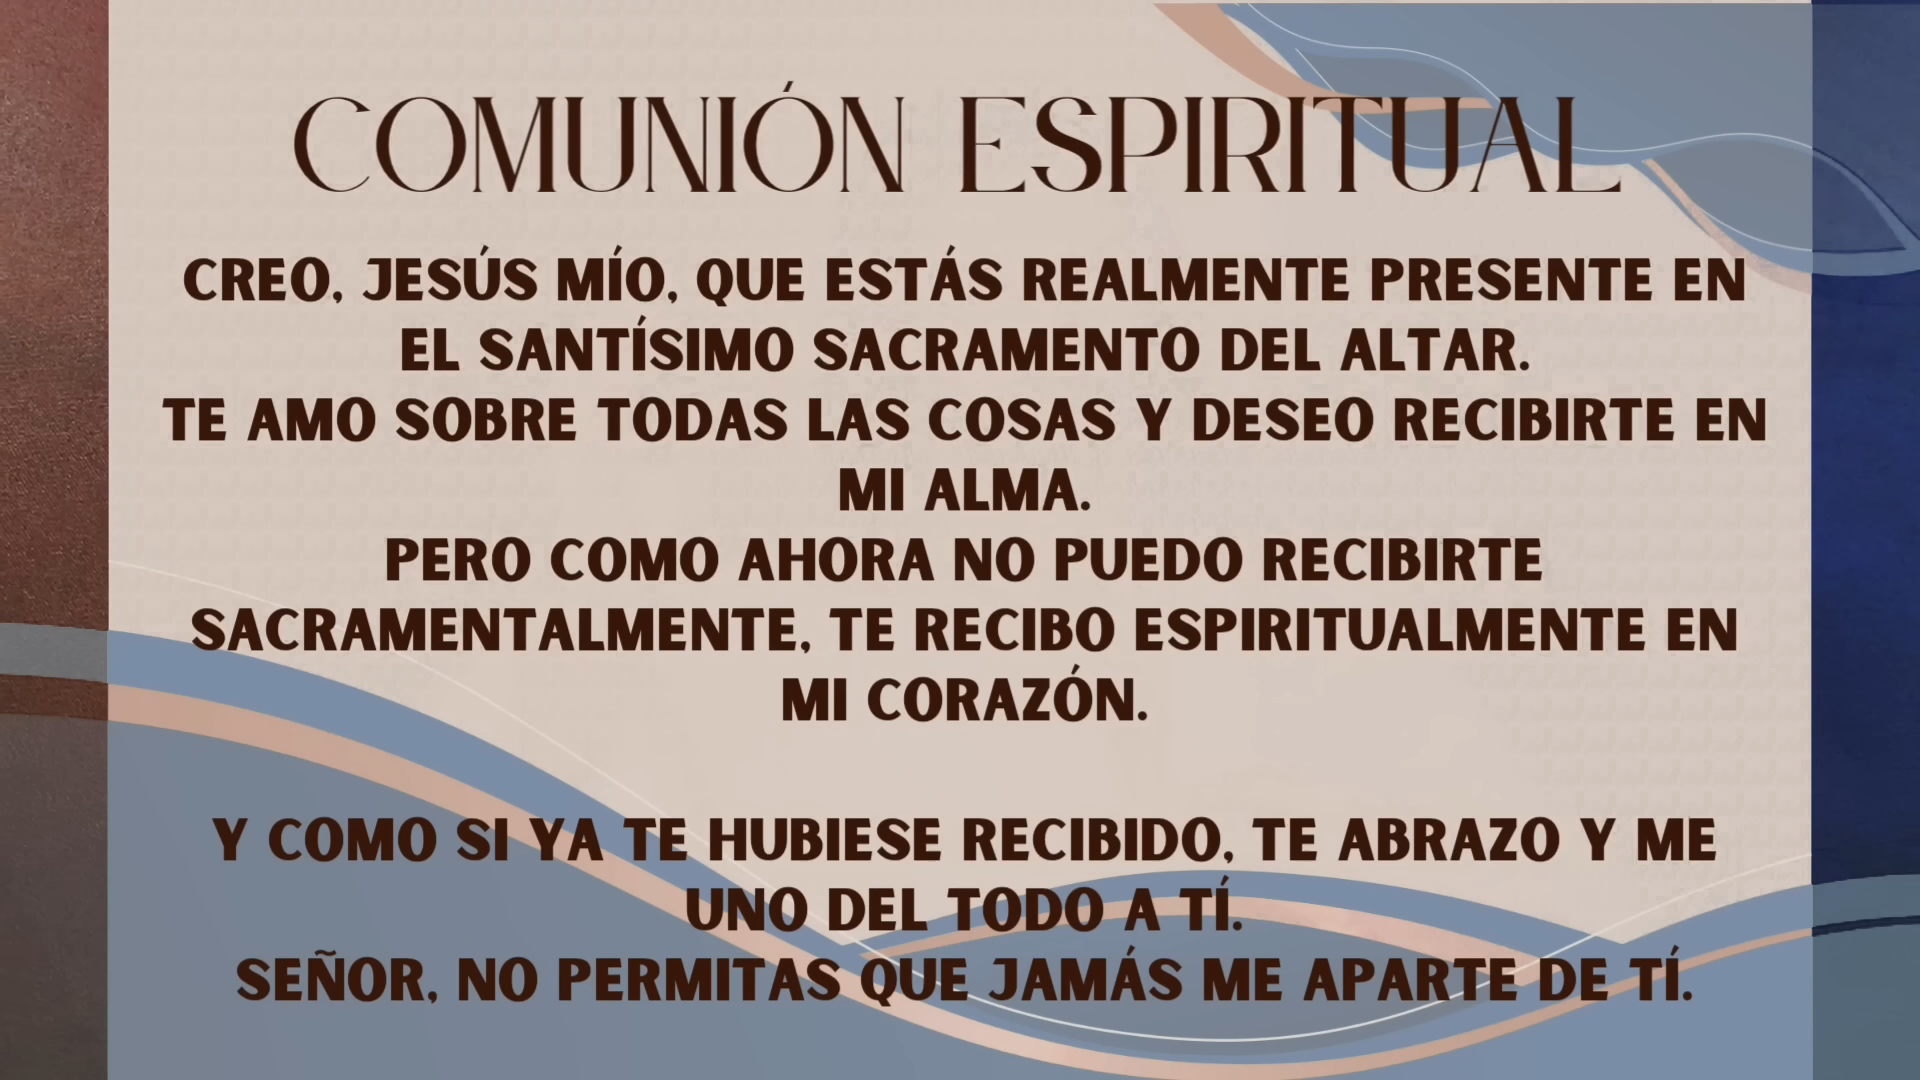 COMUNIÓN ESPIRITUAL
CREO, JESÚS MÍO, QUE ESTÁS REALMENTE PRESENTE EN
EL SANTÍSIMO SACRAMENTO DEL ALTAR.
TE AMO SOBRE TODAS LAS COSAS Y DESEO RECIBIRTE EN
MI ALMA.
PERO COMO AHORA NO PUEDO RECIBIRTE
SACRAMENTALMENTE, TE RECIBO ESPIRITUALMENTE EN
MI CORAZÓN.
Y COMO SI YA TE HUBIESE RECIBIDO, TE ABRAZO Y ME
UNO DEL TODO A TÍ.
SEÑOR, NO PERMITAS QUE JAMÁS ME APARTE DE TÍ.